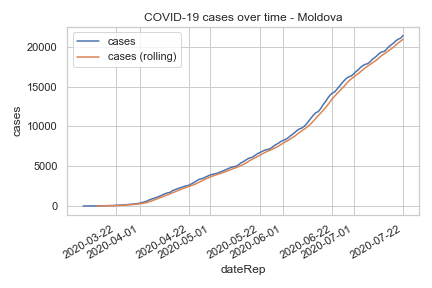 COVID-19 cases over time - Moldova
cases
cases (rolling)
cases
20000
15000
10000
5000
0
2020-03-22
2020-04-01
2020-04-22
2020-05-01
2020-05-22
2020-06-01
2020-06-22
2020-07-01
2020-07-22
dateRep